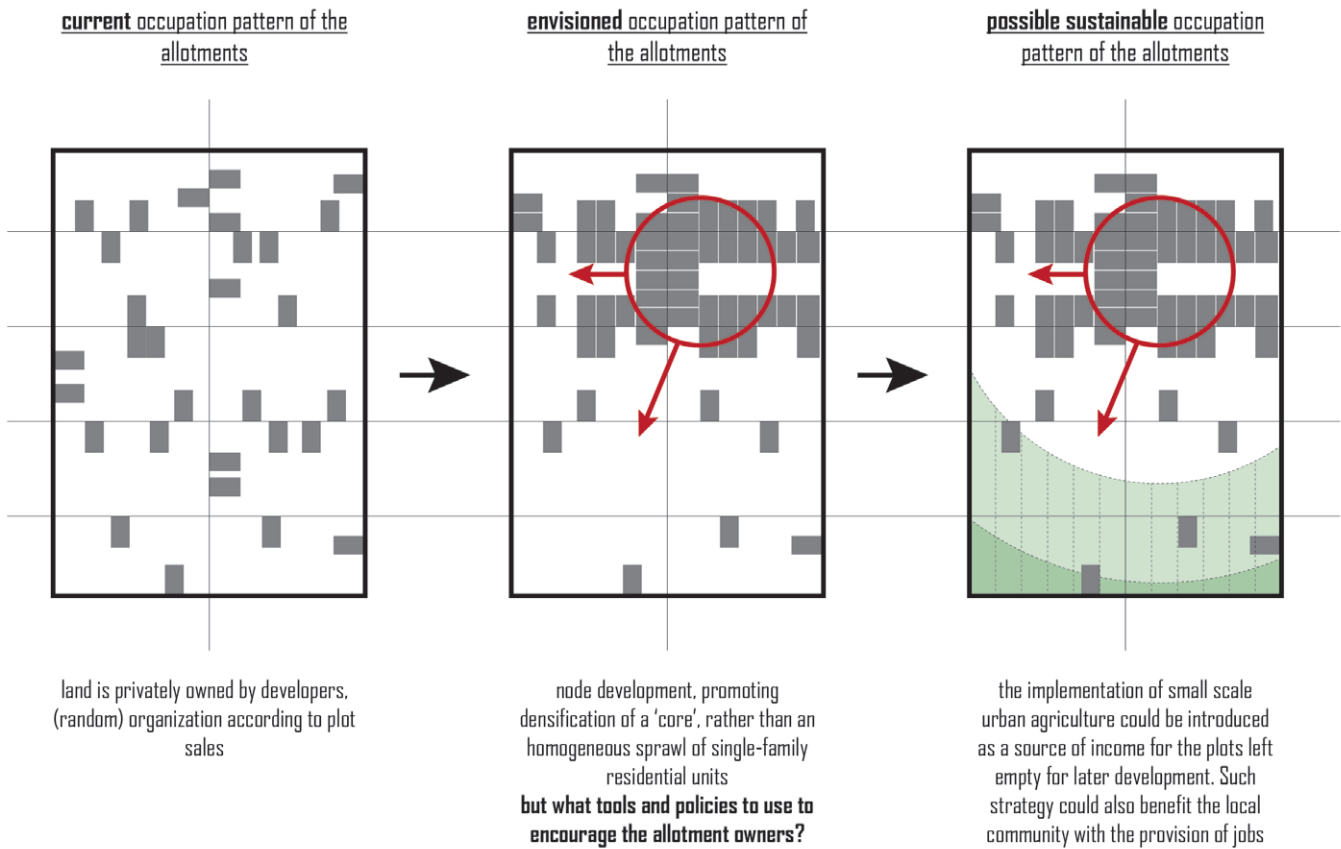 current occupation pattern of the
allotments
envisioned occupation pattern of
the allotments
possible sustainable occupation
pattern of the allotments
land is privately owned by developers,
(random) organization according to plot
sales
node development, promoting
densification of a 'core', rather than an
homogeneous sprawl of single-family
residential units
but what tools and policies to use to
encourage the allotment owners?
the implementation of small scale
urban agriculture could be introduced
as a source of income for the plots left
empty for later development. Such
strategy could also benefit the local
community with the provision of jobs